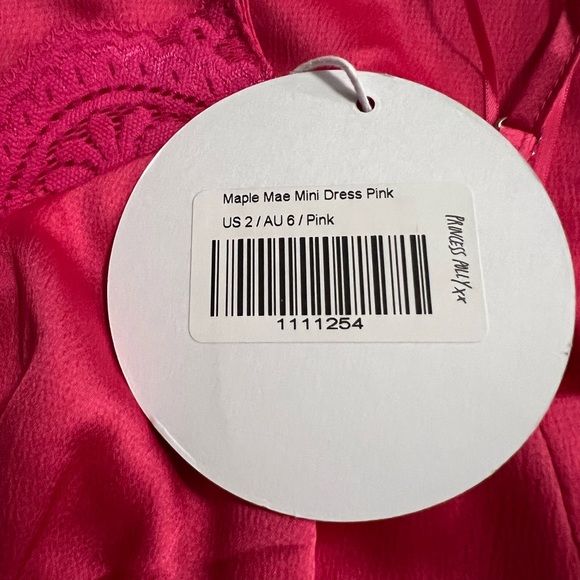 Maple Mae Mini Dress Pink
US 2 / AU 6 / Pink
1111254
PRINCESS POLLY xx